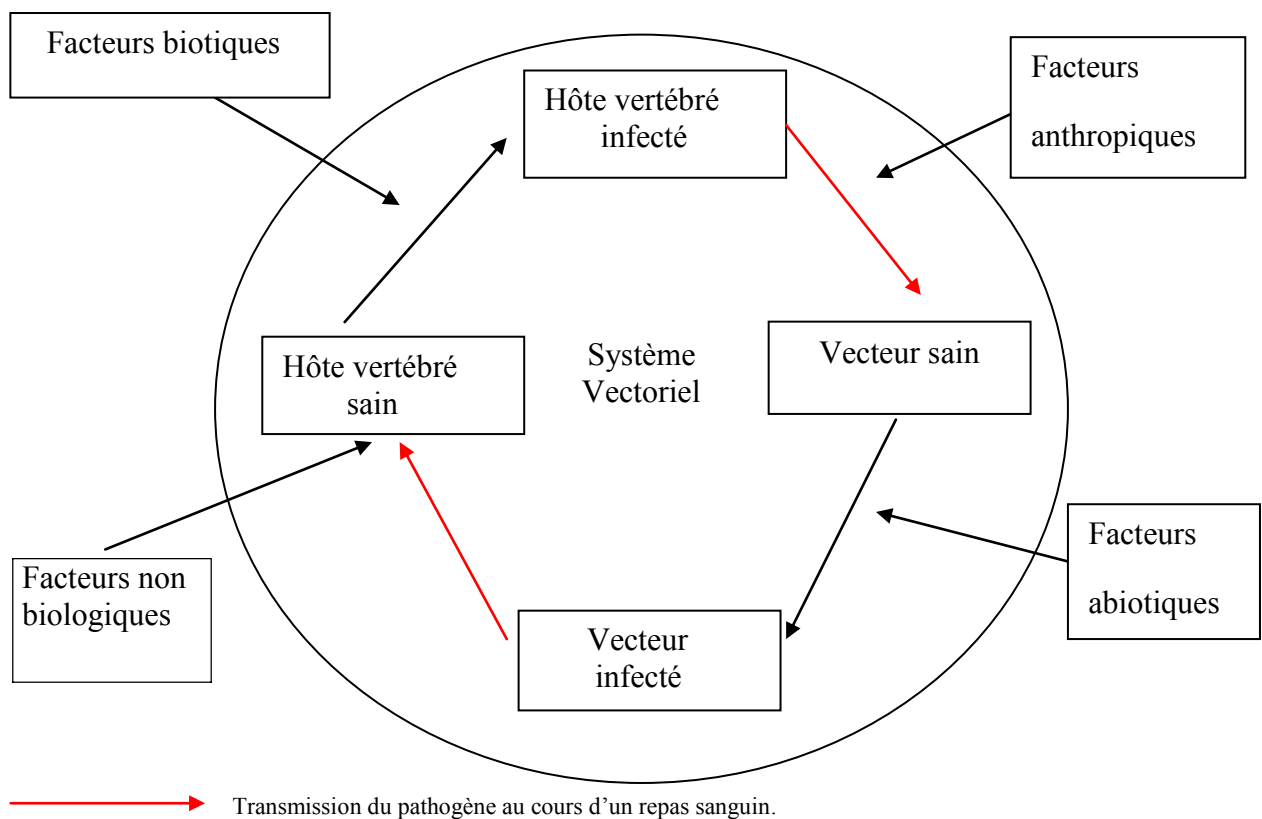 Facteurs biotiques
Hôte vertébré
infecté
Facteurs
anthropiques
Hôte vertébré
sain
Système
Vectoriel
Vecteur sain
Facteurs non
biologiques
Vecteur
infecté
Facteurs
abiotiques
Transmission du pathogène au cours d’un repas sanguin.